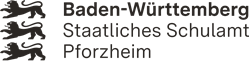 Baden-Württemberg
Staatliches Schulamt
Pforzheim